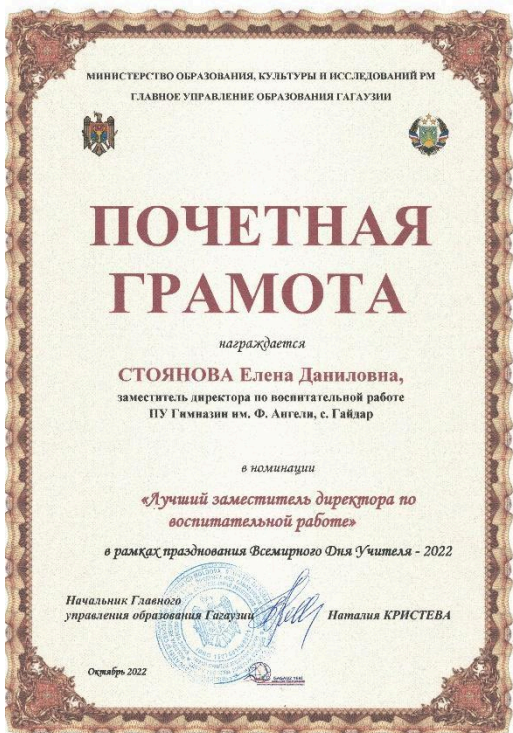 МИНИСТЕРСТВО ОБРАЗОВАНИЯ, КУЛЬТУРЫ И ИССЛЕДОВАНИЙ РМ
ГЛАВНОЕ УПРАВЛЕНИЕ ОБРАЗОВАНИЯ ГАГАУЗИИ
ПОЧЕТНАЯ
ГРАМОТА
награждается
СТОЯНОВА Елена Даниловна,
заместитель директора по воспитательной работе
ПУ Гимназии им. Ф. Ангели, с. Гайдар
в номинации
«Лучший заместитель директора по
воспитательной работе»
в рамках празднования Всемирного Дня Учителя - 2022
Начальник Главного
управления образования Гагаузии
Наталия КРИСТЕВА
Октябрь 2022